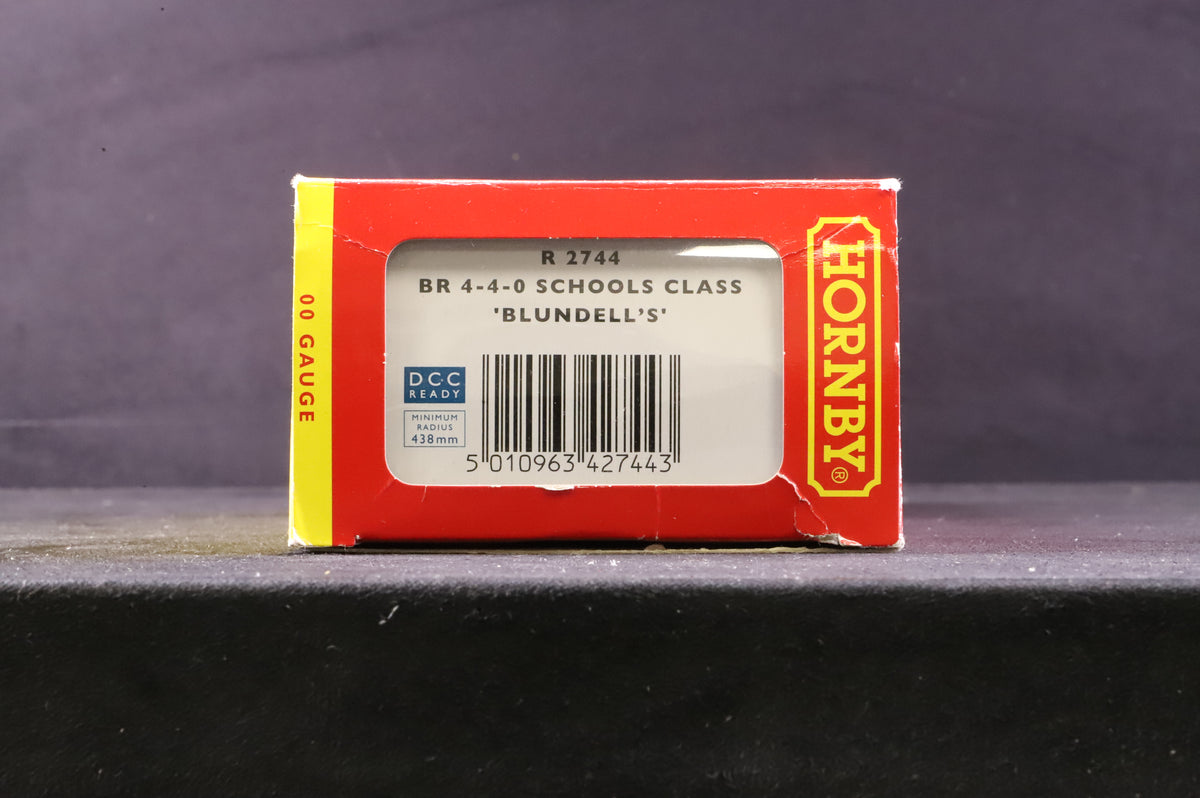 R 2744
BR 4-4-0 SCHOOLS CLASS
'BLUNDELL'S'
DCC
READY
MINIMUM
RADIUS
438mm
5 010963 427443
00 GAUGE
HORNBY®